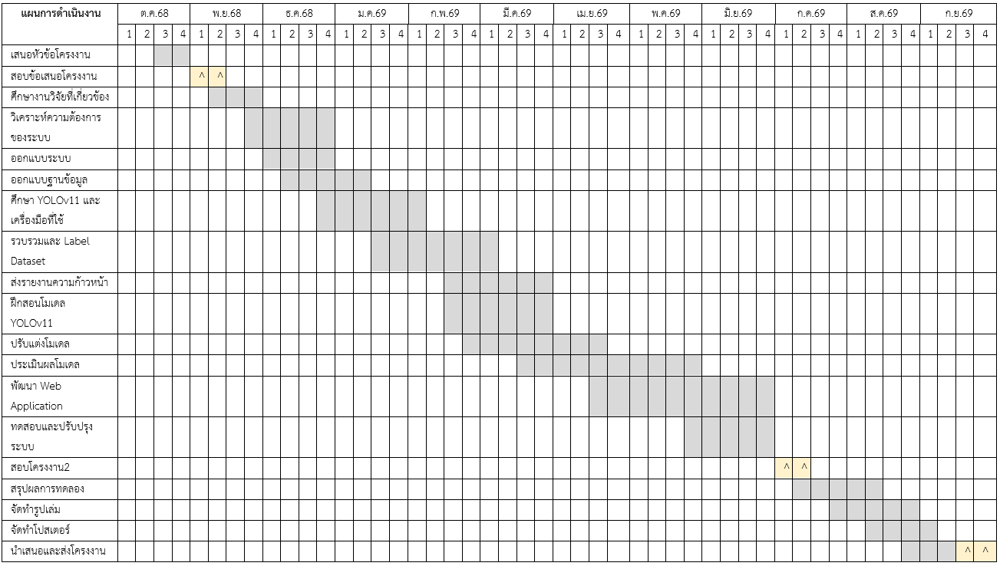 แผนการดำเนินงาน ต.ค.68 พ.ย.68 ธ.ค.68 ม.ค.69 ก.พ.69 มี.ค.69 เม.ย.69 พ.ค.69 มิ.ย.69 ก.ค.69 ส.ค.69 ก.ย.69
1 2 3 4 1 2 3 4 1 2 3 4 1 2 3 4 1 2 3 4 1 2 3 4 1 2 3 4 1 2 3 4 1 2 3 4 1 2 3 4 1 2 3 4 1 2 3 4
เสนอหัวข้อโครงงาน
สอบข้อเสนอโครงงาน ^ ^
ศึกษางานวิจัยที่เกี่ยวข้อง
วิเคราะห์ความต้องการ
ของระบบ
ออกแบบระบบ
ออกแบบฐานข้อมูล
ศึกษา YOLOv11 และ
เครื่องมือที่ใช้
รวบรวมและ Label
Dataset
ส่งรายงานความก้าวหน้า
ฝึกสอนโมเดล
YOLOv11
ปรับแต่งโมเดล
ประเมินผลโมเดล
พัฒนา Web
Application
ทดสอบและปรับปรุง
ระบบ
สอบโครงงาน2 ^ ^
สรุปผลการทดลอง
จัดทำรูปเล่ม
จัดทำโปสเตอร์
นำเสนอและส่งโครงงาน ^ ^